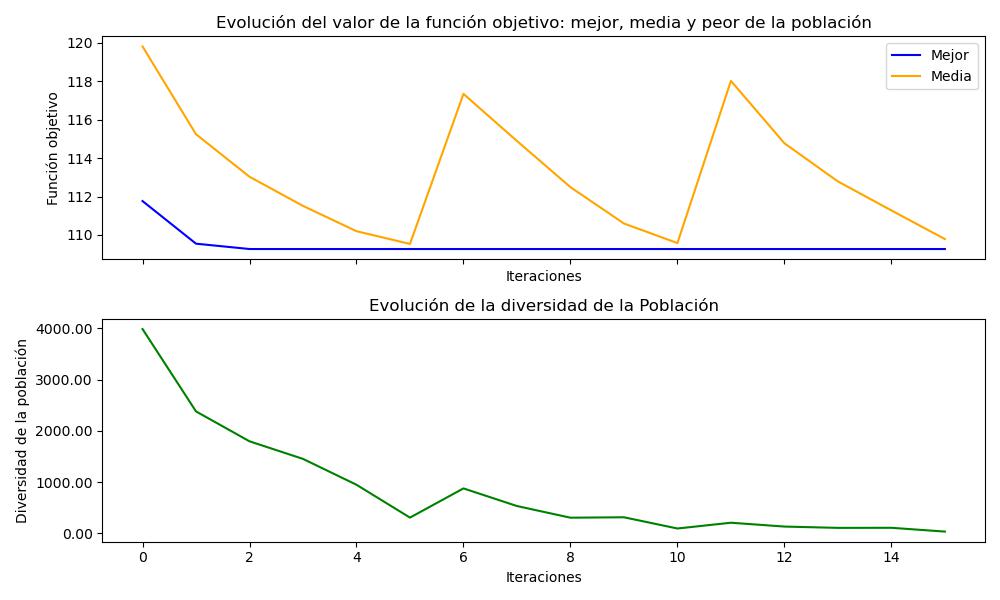 Evolución del valor de la función objetivo: mejor, media y peor de la población
120
118
116
114
112
110
Función objetivo
Mejor
Media
Iteraciones
Evolución de la diversidad de la Población
4000.00
3000.00
2000.00
1000.00
0.00
Diversidad de la población
0 2 4 6 8 10 12 14
Iteraciones